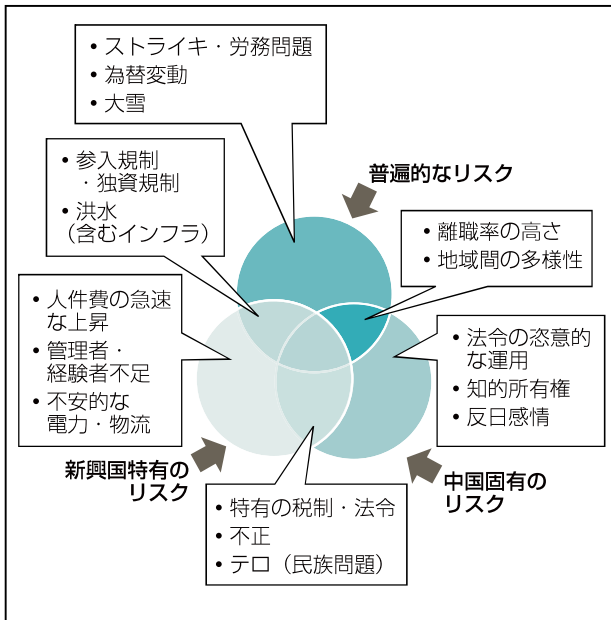 • ストライキ・労務問題
• 為替変動
• 大雪
• 参入規制
・独資規制
• 洪水
（含むインフラ）
普遍的なリスク
• 離職率の高さ
• 地域間の多様性
• 人件費の急速
な上昇
• 管理者・
経験者不足
• 不安的な
電力・物流
• 法令の恣意的
な運用
• 知的所有権
• 反日感情
新興国特有の
リスク
中国固有の
リスク
• 特有の税制・法令
• 不正
• テロ（民族問題）